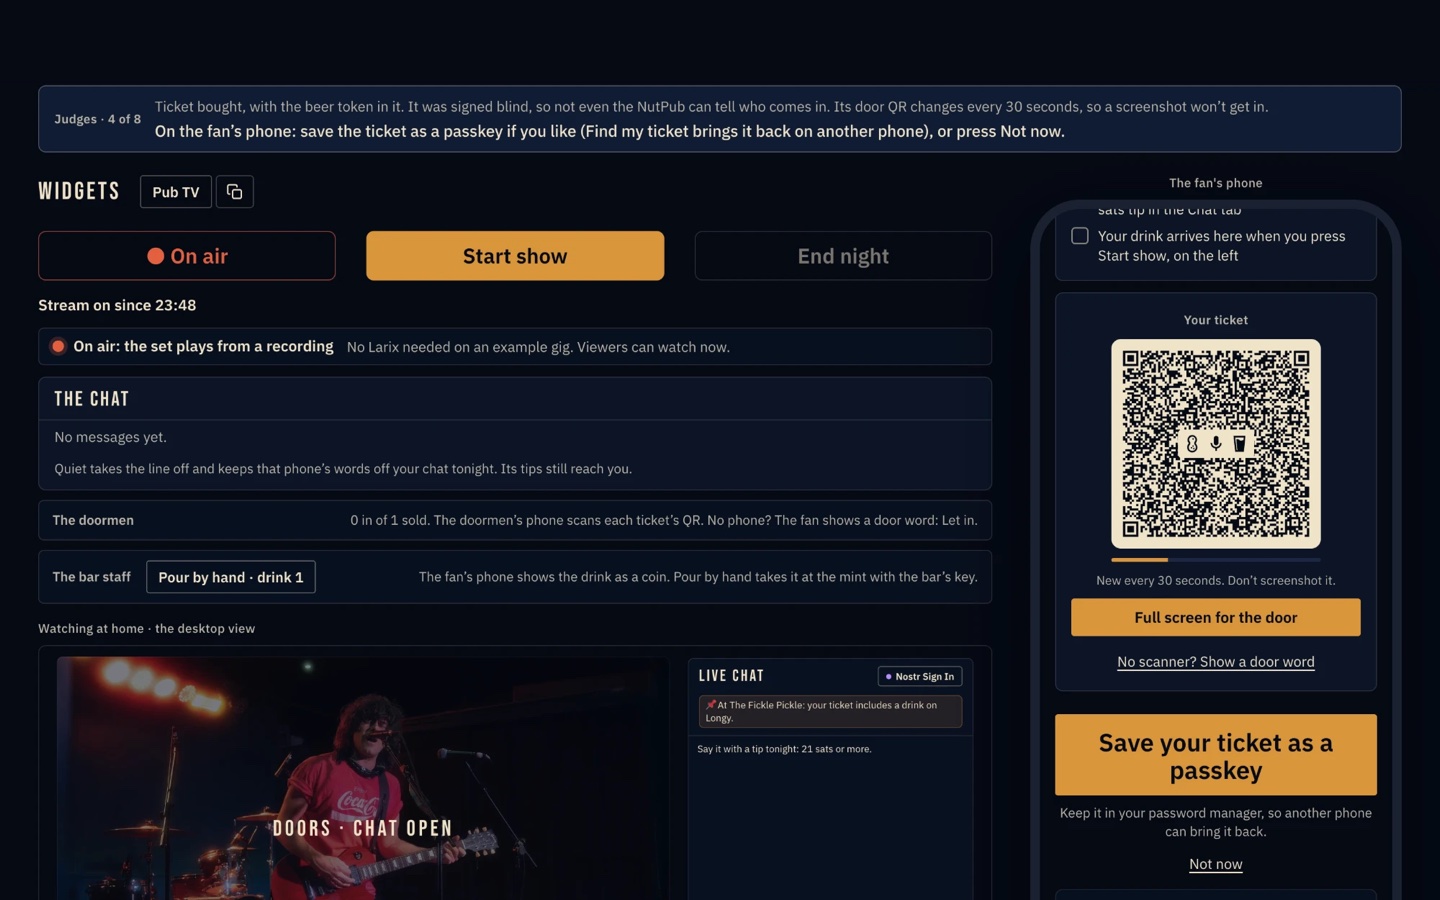 Judges · 4 of 8
Ticket bought, with the beer token in it. It was signed blind, so not even the NutPub can tell who comes in. Its door QR changes every 30 seconds, so a screenshot won’t get in.
On the fan’s phone: save the ticket as a passkey if you like (Find my ticket brings it back on another phone), or press Not now.
WIDGETS
Pub TV
On air
Start show
End night
Stream on since 23:48
On air: the set plays from a recording
No Larix needed on an example gig. Viewers can watch now.
THE CHAT
No messages yet.
Quiet takes the line off and keeps that phone’s words off your chat tonight. Its tips still reach you.
The doormen
0 in of 1 sold. The doormen’s phone scans each ticket’s QR. No phone? The fan shows a door word: Let in.
The bar staff
Pour by hand · drink 1
The fan’s phone shows the drink as a coin. Pour by hand takes it at the mint with the bar’s key.
Watching at home · the desktop view
Coca-Cola
DOORS · CHAT OPEN
LIVE CHAT
Nostr Sign In
At The Fickle Pickle: your ticket includes a drink on
Longy.
Say it with a tip tonight: 21 sats or more.
The fan's phone
sats tip in the Chat tab
Your drink arrives here when you press
Start show, on the left
Your ticket
New every 30 seconds. Don’t screenshot it.
Full screen for the door
No scanner? Show a door word
Save your ticket as a
passkey
Keep it in your password manager, so another phone
can bring it back.
Not now